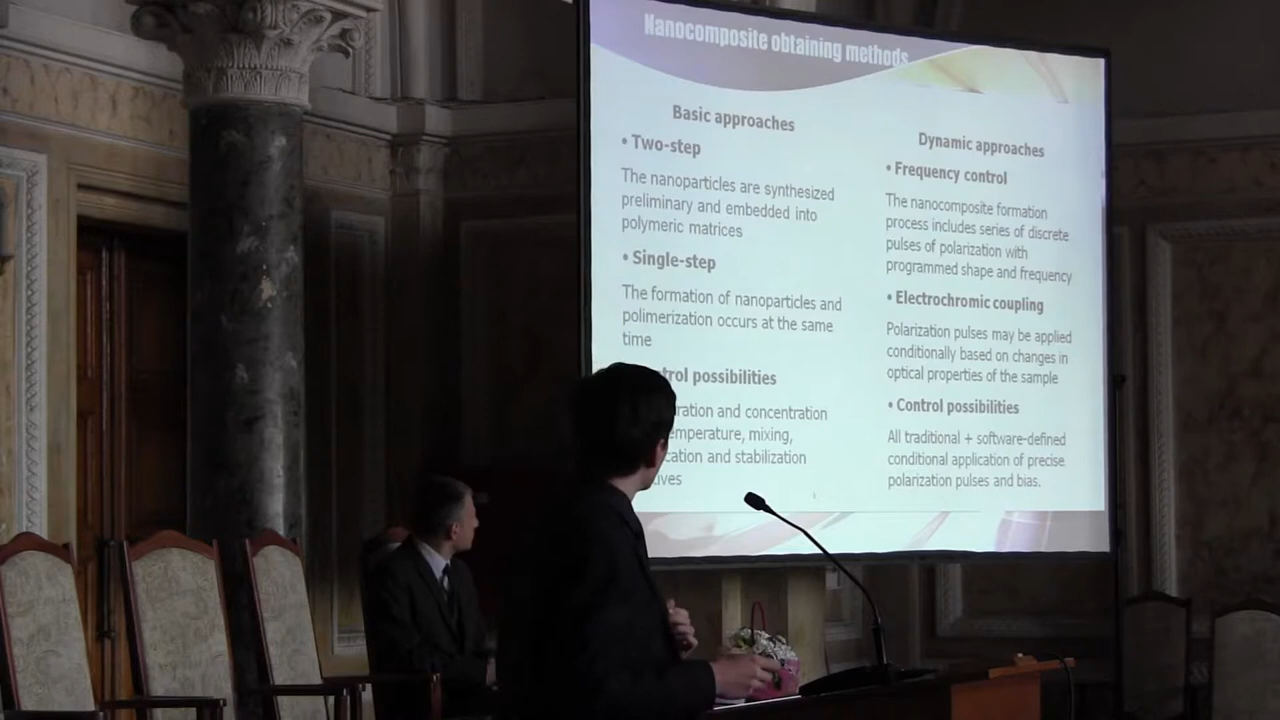 Nanocomposite obtaining methods
Basic approaches
• Two-step
The nanoparticles are synthesized
preliminary and embedded into
polymeric matrices
• Single-step
The formation of nanoparticles and
polimerization occurs at the same
time
possibilities
and concentration
mixing,
and stabilization
Dynamic approaches
• Frequency control
The nanocomposite formation
process includes series of discrete
pulses of polarization with
programmed shape and frequency
• Electrochromic coupling
Polarization pulses may be applied
conditionally based on changes in
optical properties of the sample
• Control possibilities
All traditional + software-defined
conditional application of precise
polarization pulses and bias.